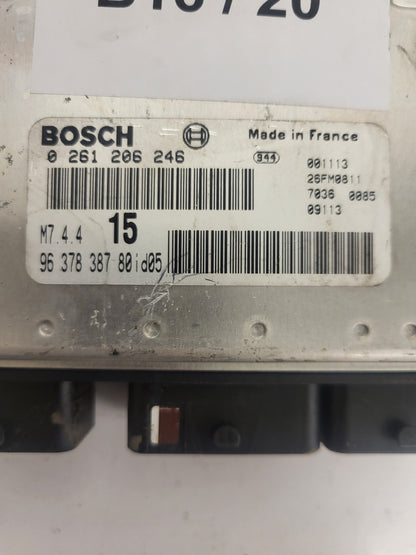 BOSCH
Made in France
0 261 206 246
944
001113
26FM0811
7036 0085
09113
M7.4.4 15
96 378 387 80id05